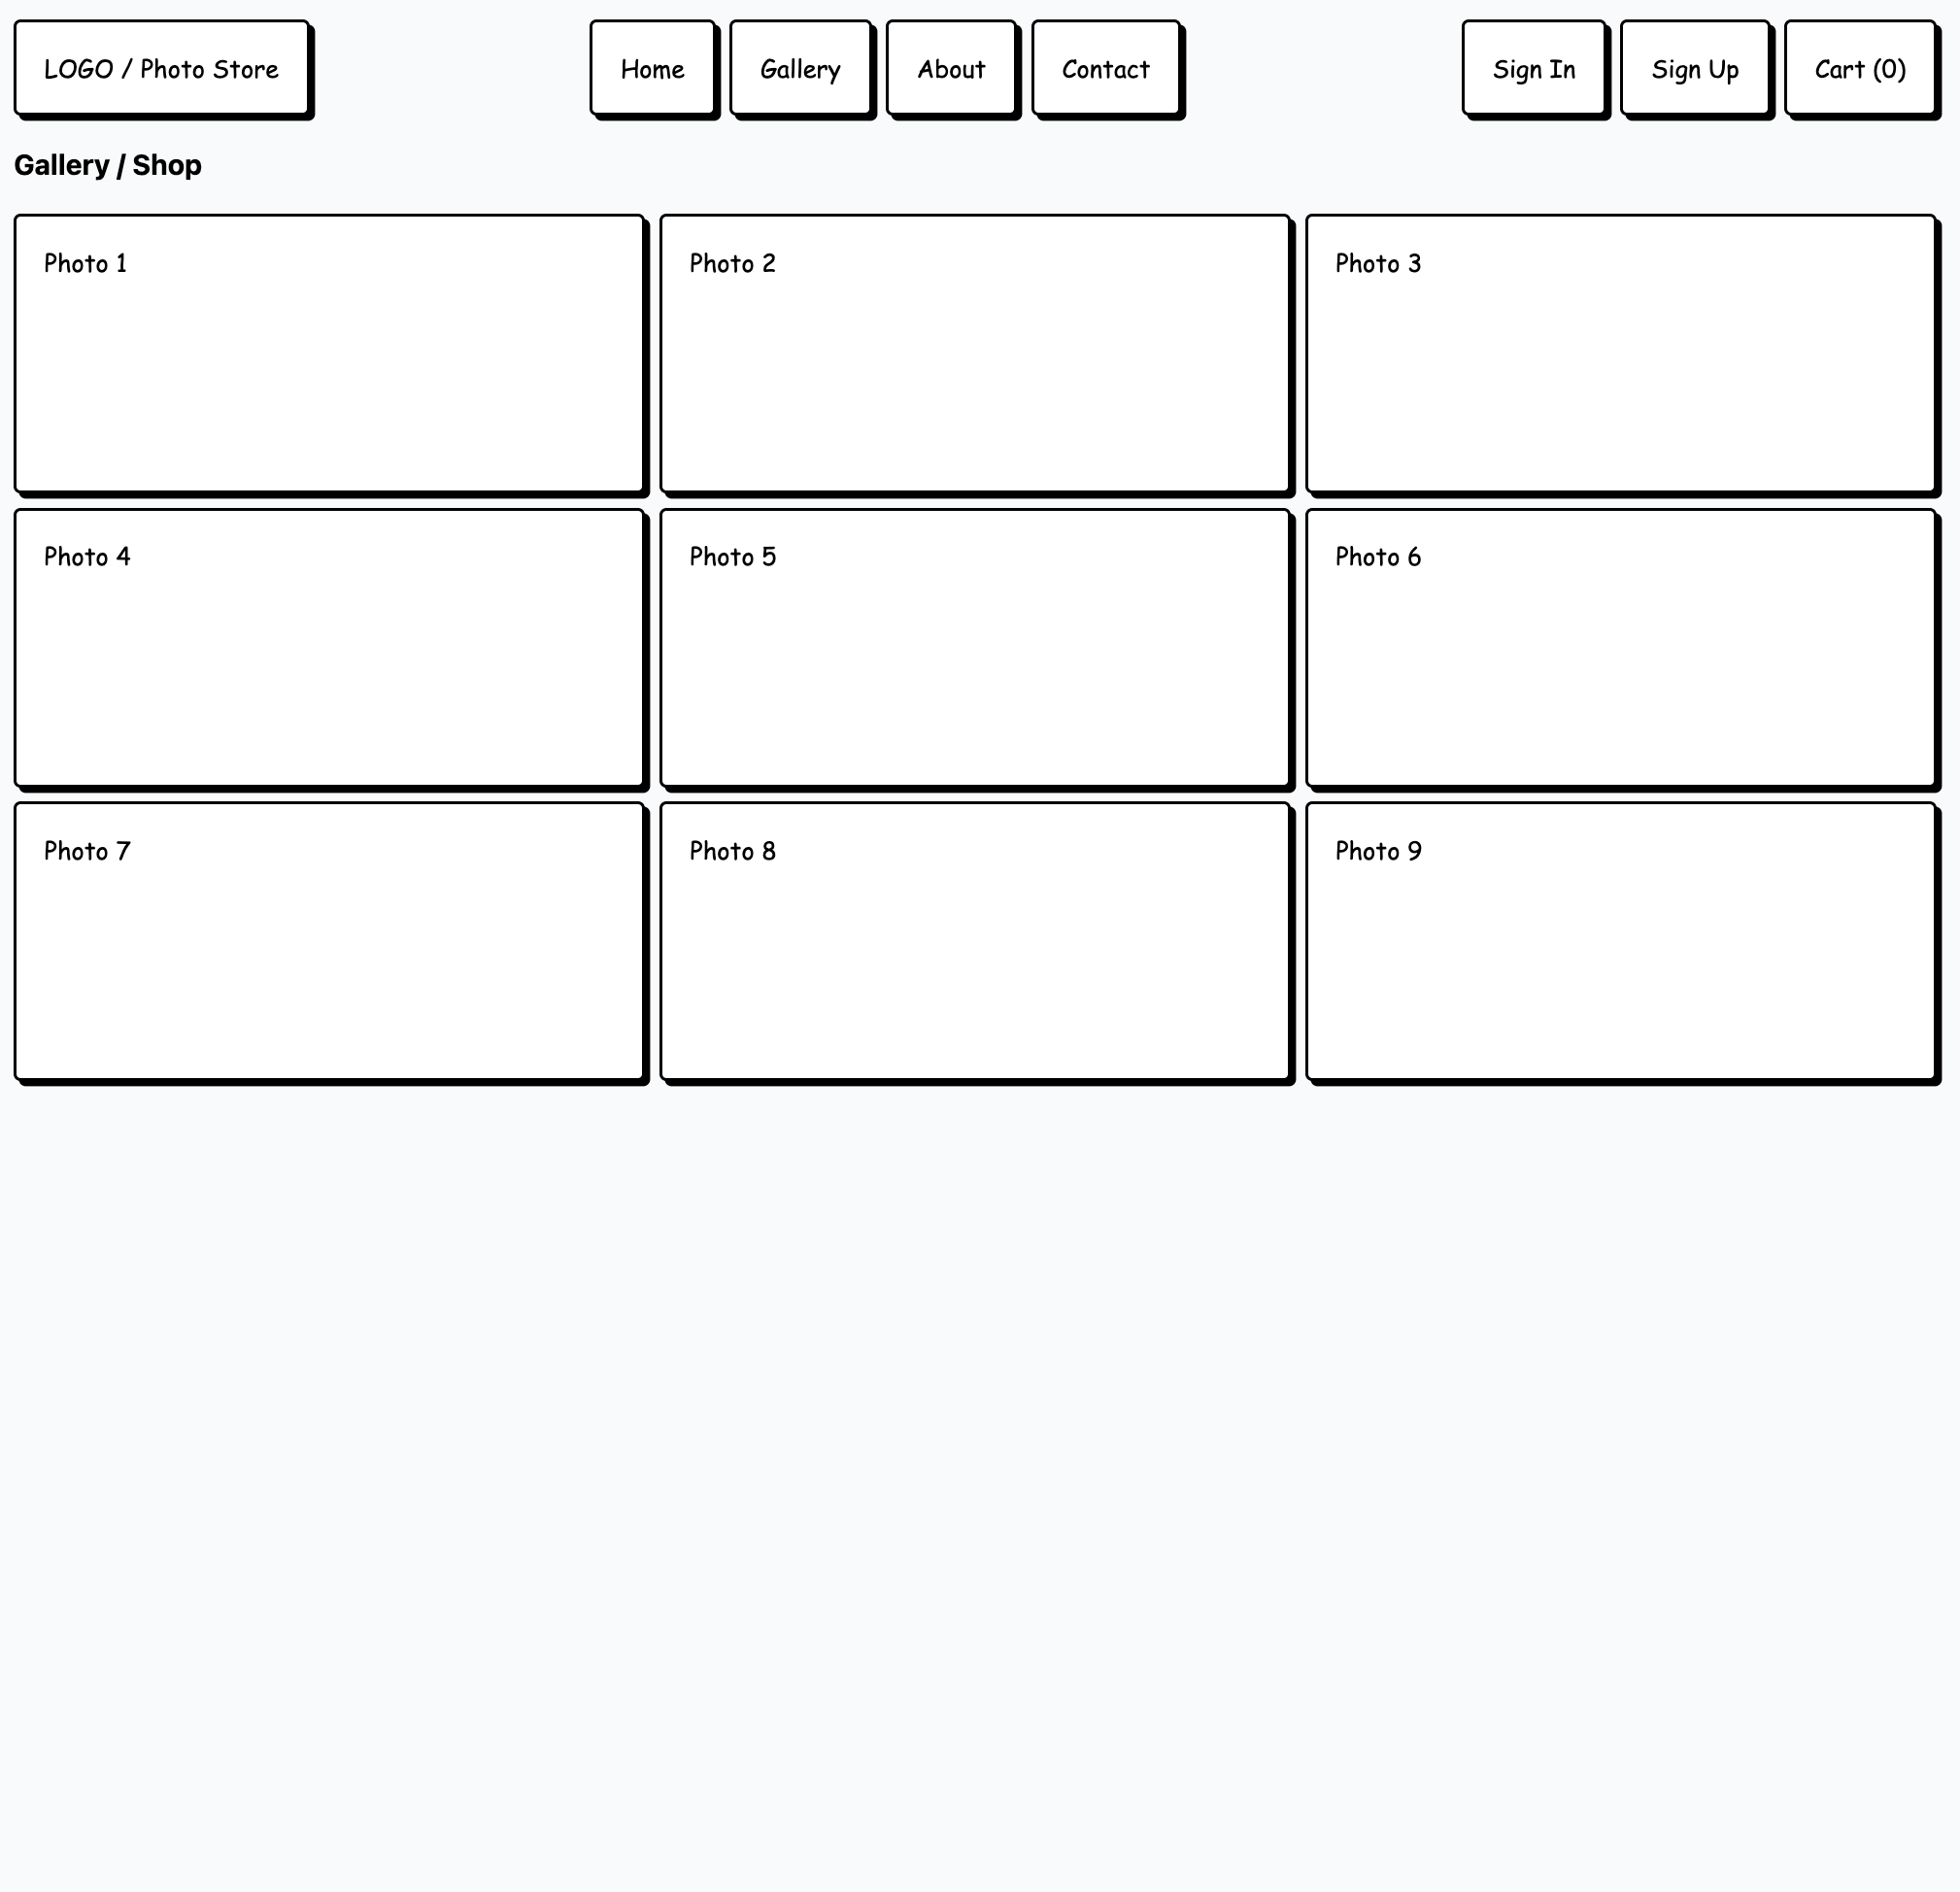 LOGO / Photo Store
Home
Gallery
About
Contact
Sign In
Sign Up
Cart (0)
Gallery / Shop
Photo 1
Photo 2
Photo 3
Photo 4
Photo 5
Photo 6
Photo 7
Photo 8
Photo 9